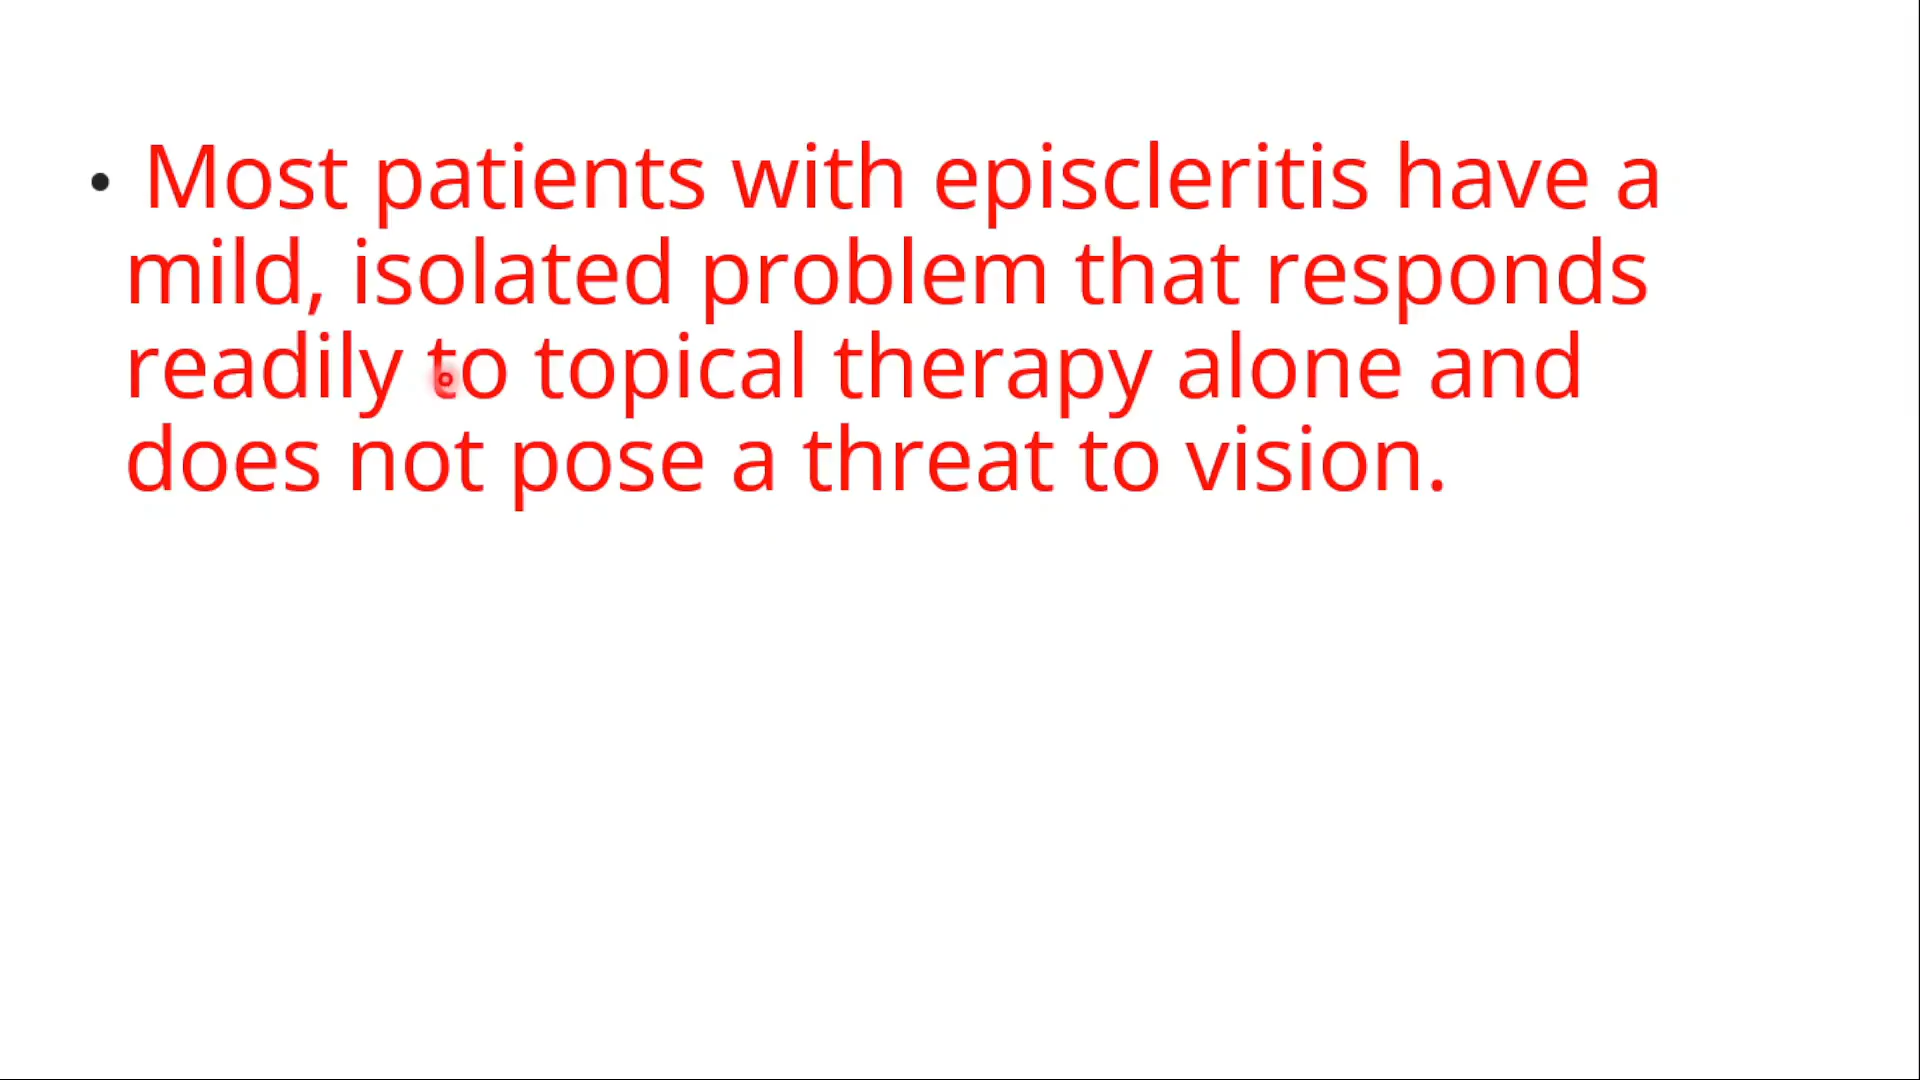 • Most patients with episcleritis have a
mild, isolated problem that responds
readily to topical therapy alone and
does not pose a threat to vision.